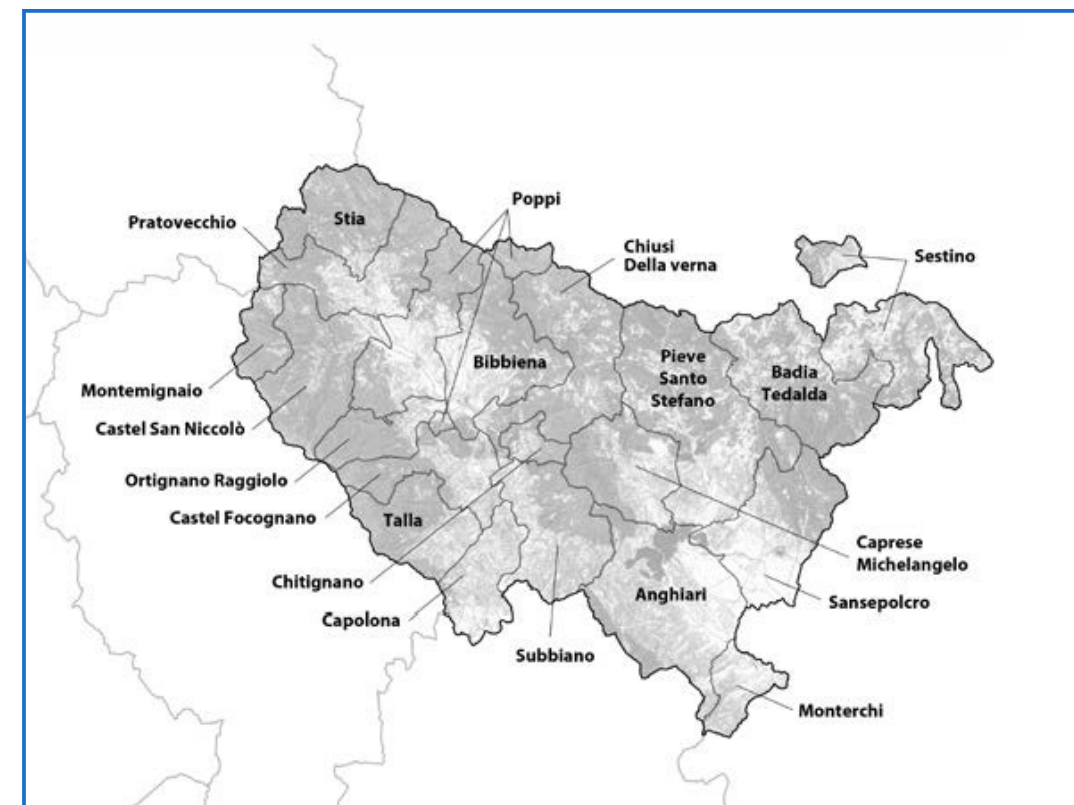 Poppi
Stia
Pratovecchio
Chiusi
Della verna
Sestino
Bibbiena
Pieve
Santo
Stefano
Badia
Tedalda
Montemignaio
Castel San Niccolò
Ortignano Raggiolo
Castel Focognano
Talla
Caprese
Michelangelo
Chitignano
Anghiari
Sansepolcro
Capolona
Subbiano
Monterchi